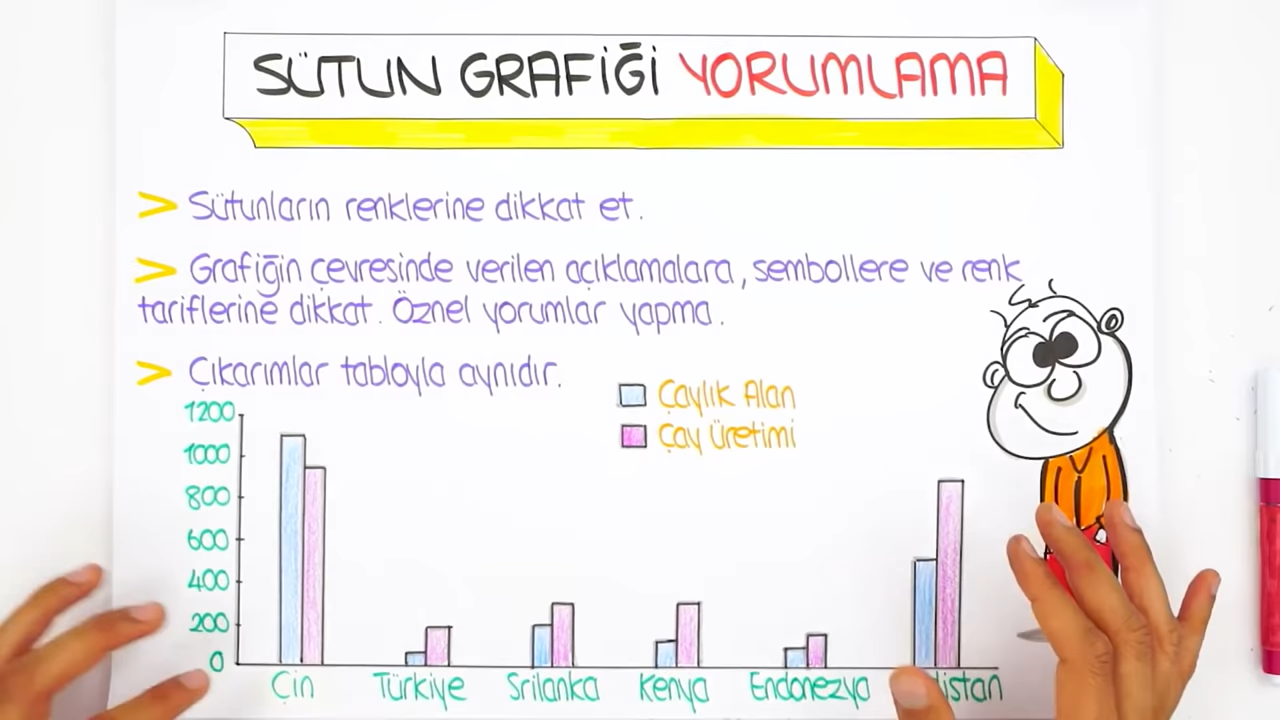 SÜTUN GRAFİĞİ YORUMLAMA
> Sütunların renklerine dikkat et.
> Grafiğin çevresinde verilen açıklamalara, sembollere ve renk
tariflerine dikkat. Öznel yorumlar yapma.
> Çıkarımlar tabloyla aynıdır.
Çaylık Alan
Çay Üretimi
1200
1000
800
600
400
200
0
Çin Türkiye Srilanka Kenya Endonezya